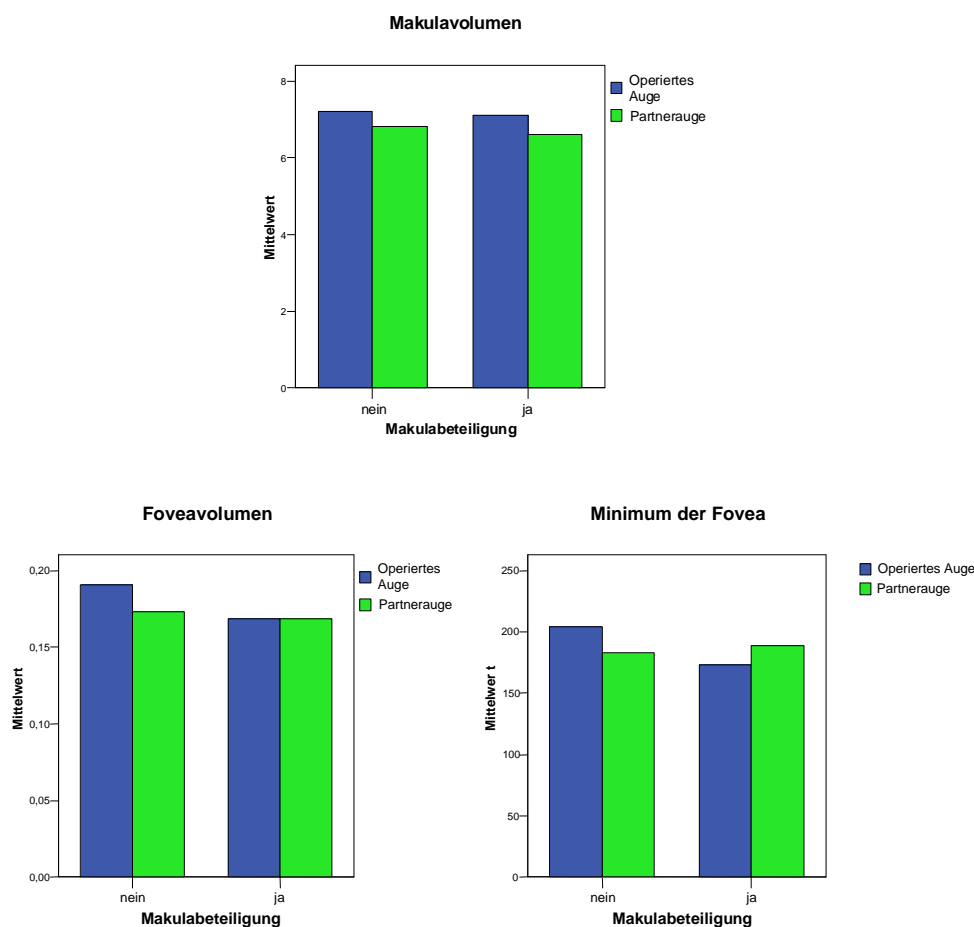 Makulavolumen
8
6
4
2
0
Mittelwert
nein
ja
Makulabeteiligung
Operiertes
Auge
Partnerauge
Foveavolumen
0,20
0,15
0,10
0,05
0,00
Mittelwert
nein
ja
Makulabeteiligung
Operiertes
Auge
Partnerauge
Minimum der Fovea
250
200
150
100
50
0
Mittelwer t
nein
ja
Makulabeteiligung
Operiertes Auge
Partnerauge